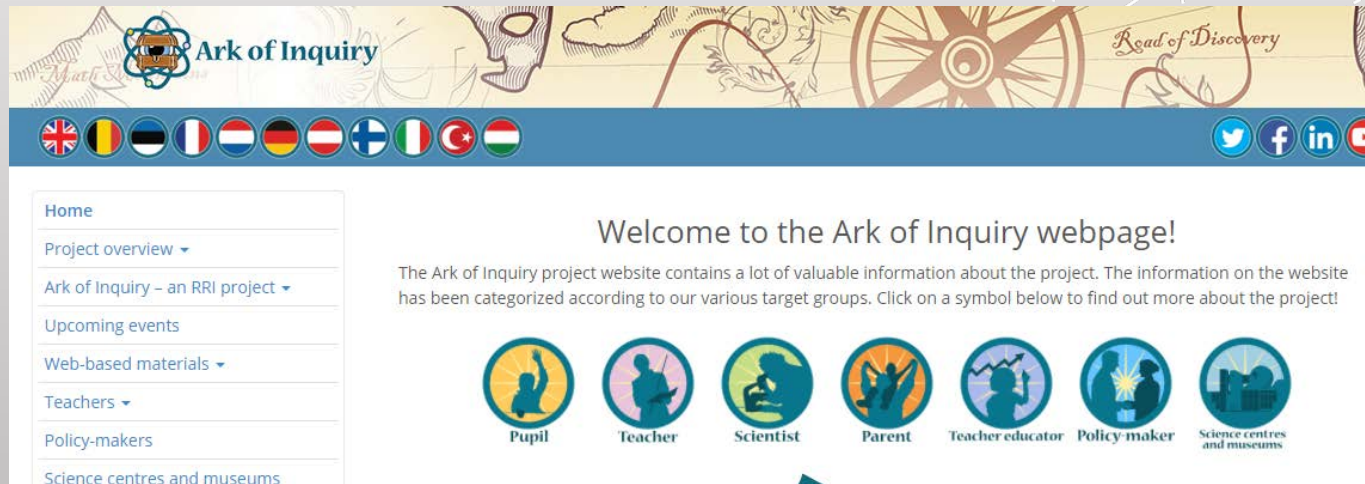 Ark of Inquiry
Road of Discovery
Home
Project overview
Ark of Inquiry – an RRI project
Upcoming events
Web-based materials
Teachers
Policy-makers
Science centres and museums
Welcome to the Ark of Inquiry webpage!
The Ark of Inquiry project website contains a lot of valuable information about the project. The information on the website
has been categorized according to our various target groups. Click on a symbol below to find out more about the project!
Pupil
Teacher
Scientist
Parent
Teacher educator
Policy-maker
Science centres
and museums